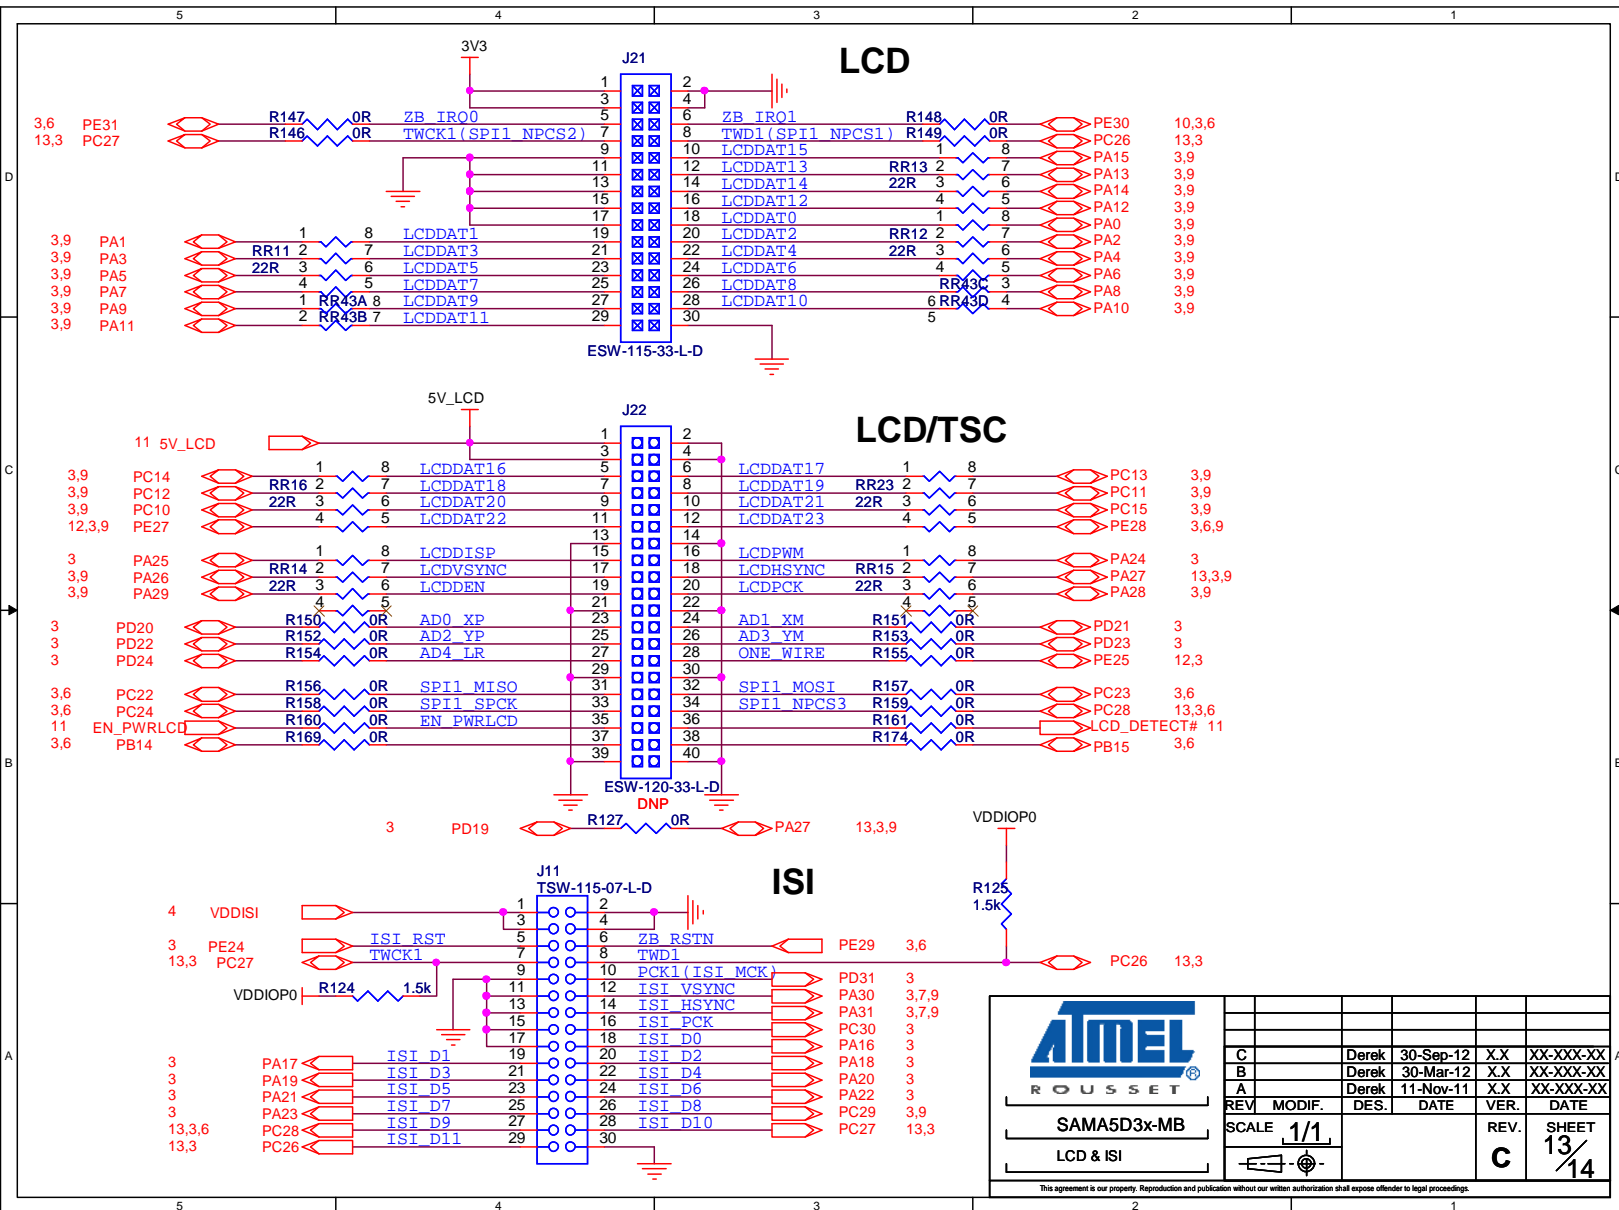 5 4 3 2 1
LCD
3V3
J21
1 2
3 4
3,6 PE31 R147 0R ZB_IRQ0 5 6 ZB_IRQ1 R148 0R PE30 10,3,6
13,3 PC27 R146 0R TWCK1(SPI1_NPCS2) 7 8 TWD1(SPI1_NPCS1) R149 0R PC26 13,3
9 10 LCDDAT15 1 8 PA15 3,9
11 12 LCDDAT13 RR13 2 7 PA13 3,9
13 14 LCDDAT14 22R 3 6 PA14 3,9
15 16 LCDDAT12 4 5 PA12 3,9
17 18 LCDDAT0 1 8 PA0 3,9
3,9 PA1 1 8 LCDDAT1 19 20 LCDDAT2 RR12 2 7 PA2 3,9
3,9 PA3 RR11 2 7 LCDDAT3 21 22 LCDDAT4 22R 3 6 PA4 3,9
3,9 PA5 22R 3 6 LCDDAT5 23 24 LCDDAT6 4 5 PA6 3,9
3,9 PA7 4 5 LCDDAT7 25 26 LCDDAT8 RR43C 3 PA8 3,9
3,9 PA9 1 RR43A 8 LCDDAT9 27 28 LCDDAT10 6 RR43D 4 PA10 3,9
3,9 PA11 2 RR43B 7 LCDDAT11 29 30 5
ESW-115-33-L-D
LCD/TSC
5V_LCD
J22
11 5V_LCD 1 2
3 4
3,9 PC14 1 8 LCDDAT16 5 6 LCDDAT17 1 8 PC13 3,9
3,9 PC12 RR16 2 7 LCDDAT18 7 8 LCDDAT19 RR23 2 7 PC11 3,9
3,9 PC10 22R 3 6 LCDDAT20 9 10 LCDDAT21 22R 3 6 PC15 3,9
12,3,9 PE27 4 5 LCDDAT22 11 12 LCDDAT23 4 5 PE28 3,6,9
13 14
3 PA25 1 8 LCDDISP 15 16 LCDPWM 1 8 PA24 3
3,9 PA26 RR14 2 7 LCDVSYNC 17 18 LCDHSYNC RR15 2 7 PA27 13,3,9
3,9 PA29 22R 3 6 LCDDEN 19 20 LCDPCK 22R 3 6 PA28 3,9
4 5 21 22 4 5
3 PD20 R150 0R AD0_XP 23 24 AD1_XM R151 0R PD21 3
3 PD22 R152 0R AD2_YP 25 26 AD3_YM R153 0R PD23 3
3 PD24 R154 0R AD4_LR 27 28 ONE_WIRE R155 0R PE25 12,3
29 30
3,6 PC22 R156 0R SPI1_MISO 31 32 SPI1_MOSI R157 0R PC23 3,6
3,6 PC24 R158 0R SPI1_SPCK 33 34 SPI1_NPCS3 R159 0R PC28 13,3,6
11 EN_PWRLCD R160 0R EN_PWRLCD 35 36 R161 0R LCD_DETECT# 11
3,6 PB14 R169 0R 37 38 R174 0R PB15 3,6
39 40
ESW-120-33-L-D
DNP
3 PD19 R127 0R PA27 13,3,9
VDDIOP0
R125
1.5k
ISI
J11
TSW-115-07-L-D
4 VDDISI 1 2
3 4
3 PE24 ISI_RST 5 6 ZB_RSTN PE29 3,6
13,3 PC27 TWCK1 7 8 TWD1 PC26 13,3
9 10 PCK1(ISI_MCK) PD31 3
VDDIOP0 R124 1.5k 11 12 ISI_VSYNC PA30 3,7,9
13 14 ISI_HSYNC PA31 3,7,9
15 16 ISI_PCK PC30 3
17 18 ISI_D0 PA16 3
3 PA17 ISI_D1 19 20 ISI_D2 PA18 3
3 PA19 ISI_D3 21 22 ISI_D4 PA20 3
3 PA21 ISI_D5 23 24 ISI_D6 PA22 3
3 PA23 ISI_D7 25 26 ISI_D8 PC29 3,9
13,3,6 PC28 ISI_D9 27 28 ISI_D10 PC27 13,3
13,3 PC26 ISI_D11 29 30
ATMEL ®
ROUSSET
SAMA5D3x-MB
LCD & ISI
C Derek 30-Sep-12 X.X XX-XXX-XX
B Derek 30-Mar-12 X.X XX-XXX-XX
A Derek 11-Nov-11 X.X XX-XXX-XX
REV MODIF. DES. DATE VER. DATE
SCALE 1/1 REV. SHEET
C 13/14
This agreement is our property. Reproduction and publication without our written authorization shall expose offender to legal proceedings.
5 4 3 2 1
D
C
B
A